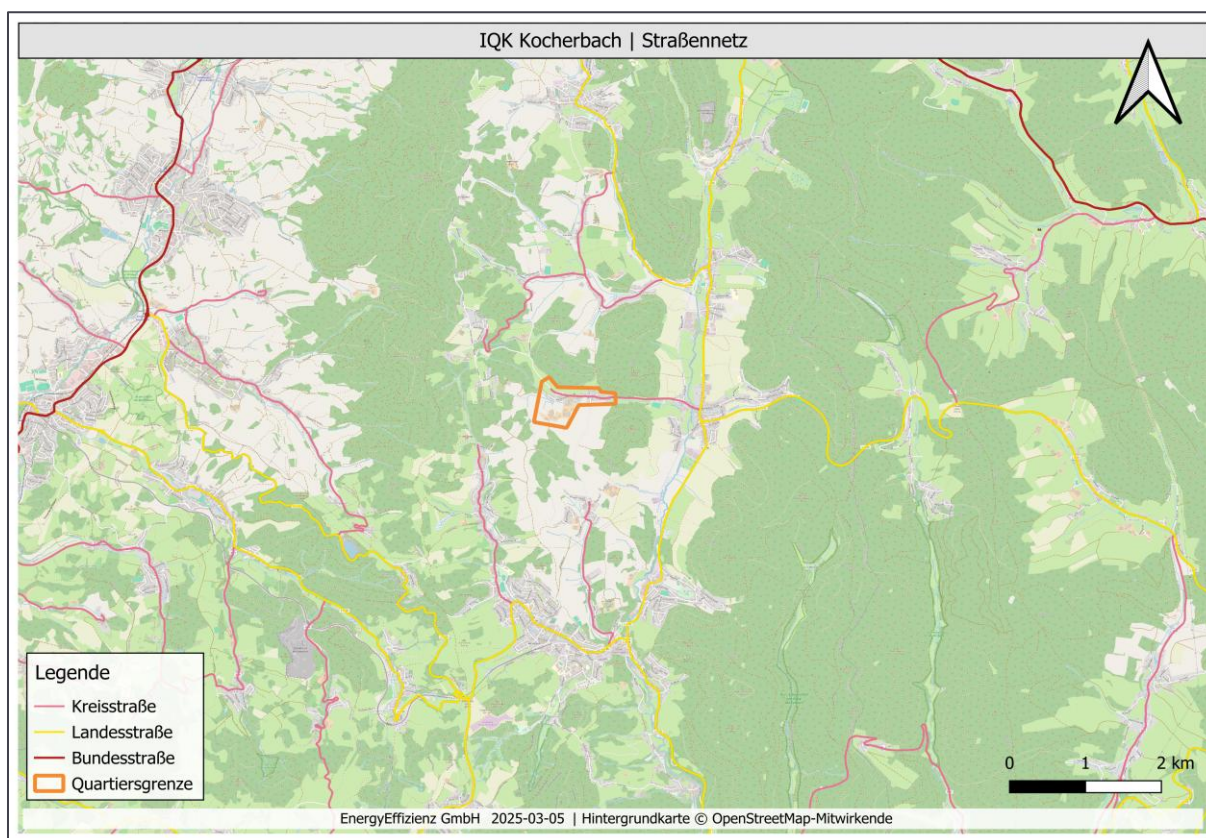 IQK Kocherbach | Straßennetz
Legende
Kreisstraße
Landesstraße
Bundesstraße
Quartiersgrenze
0 1 2 km
EnergyEffizienz GmbH 2025-03-05 | Hintergrundkarte © OpenStreetMap-Mitwirkende